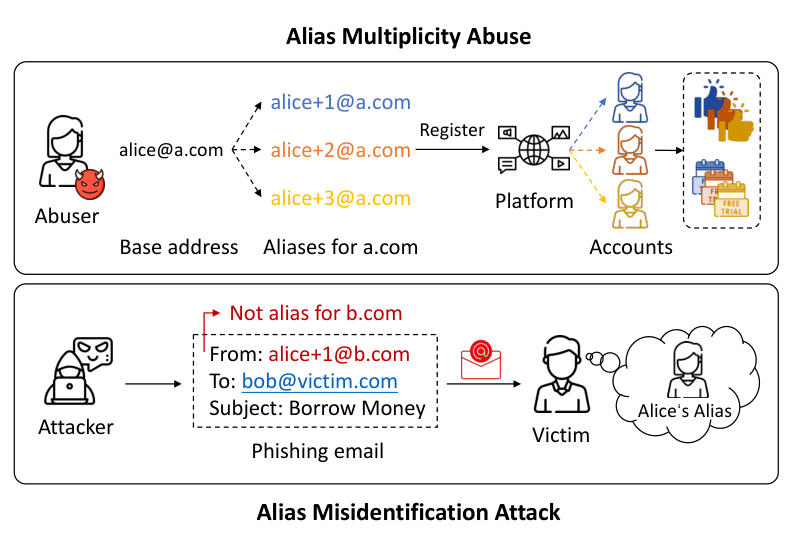 Alias Multiplicity Abuse
alice+1@a.com
alice@a.com
alice+2@a.com
Register
alice+3@a.com
Abuser
Platform
Base address
Aliases for a.com
Accounts
FREE
TRIAL
Not alias for b.com
From: alice+1@b.com
To: bob@victim.com
Subject: Borrow Money
Attacker
Phishing email
Victim
Alice's Alias
Alias Misidentification Attack